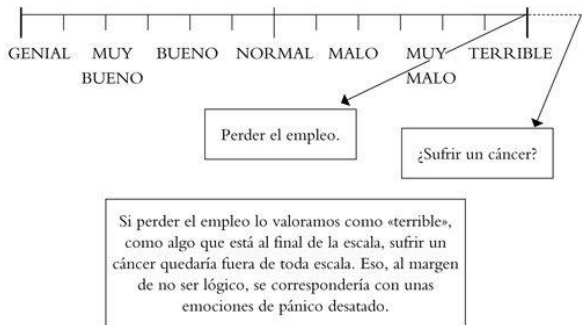 GENIAL MUY BUENO NORMAL MALO MUY TERRIBLE
BUENO MALO
Perder el empleo.
¿Sufrir un cáncer?
Si perder el empleo lo valoramos como «terrible»,
como algo que está al final de la escala, sufrir un
cáncer quedaría fuera de toda escala. Eso, al margen
de no ser lógico, se correspondería con unas
emociones de pánico desatado.